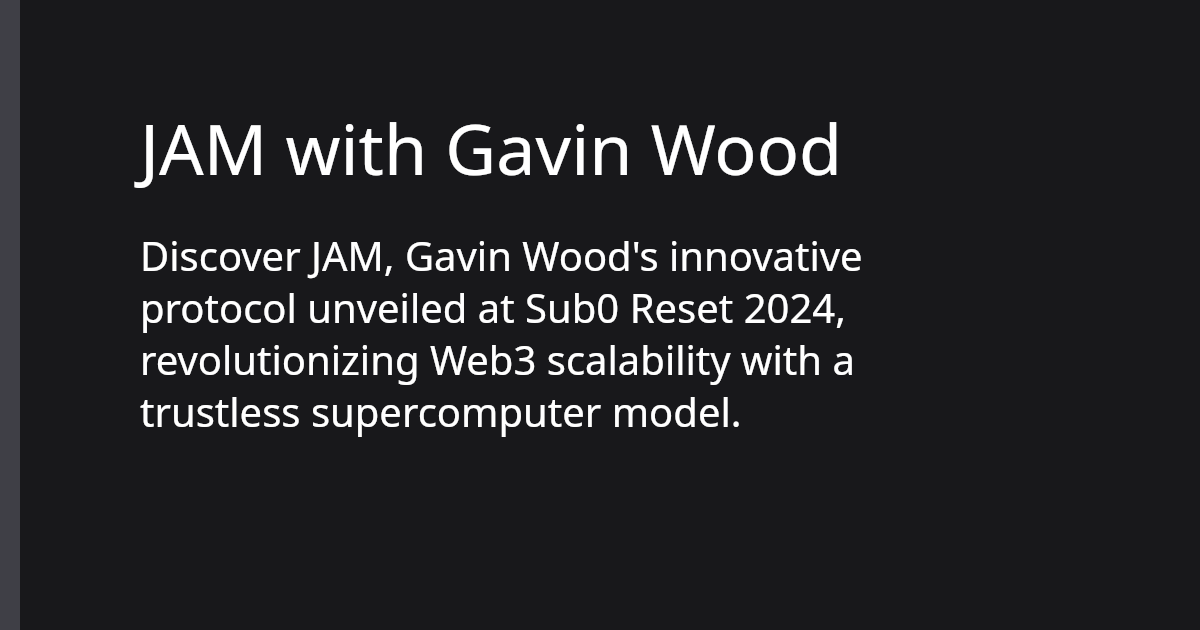 JAM with Gavin Wood
Discover JAM, Gavin Wood's innovative
protocol unveiled at Sub0 Reset 2024,
revolutionizing Web3 scalability with a
trustless supercomputer model.